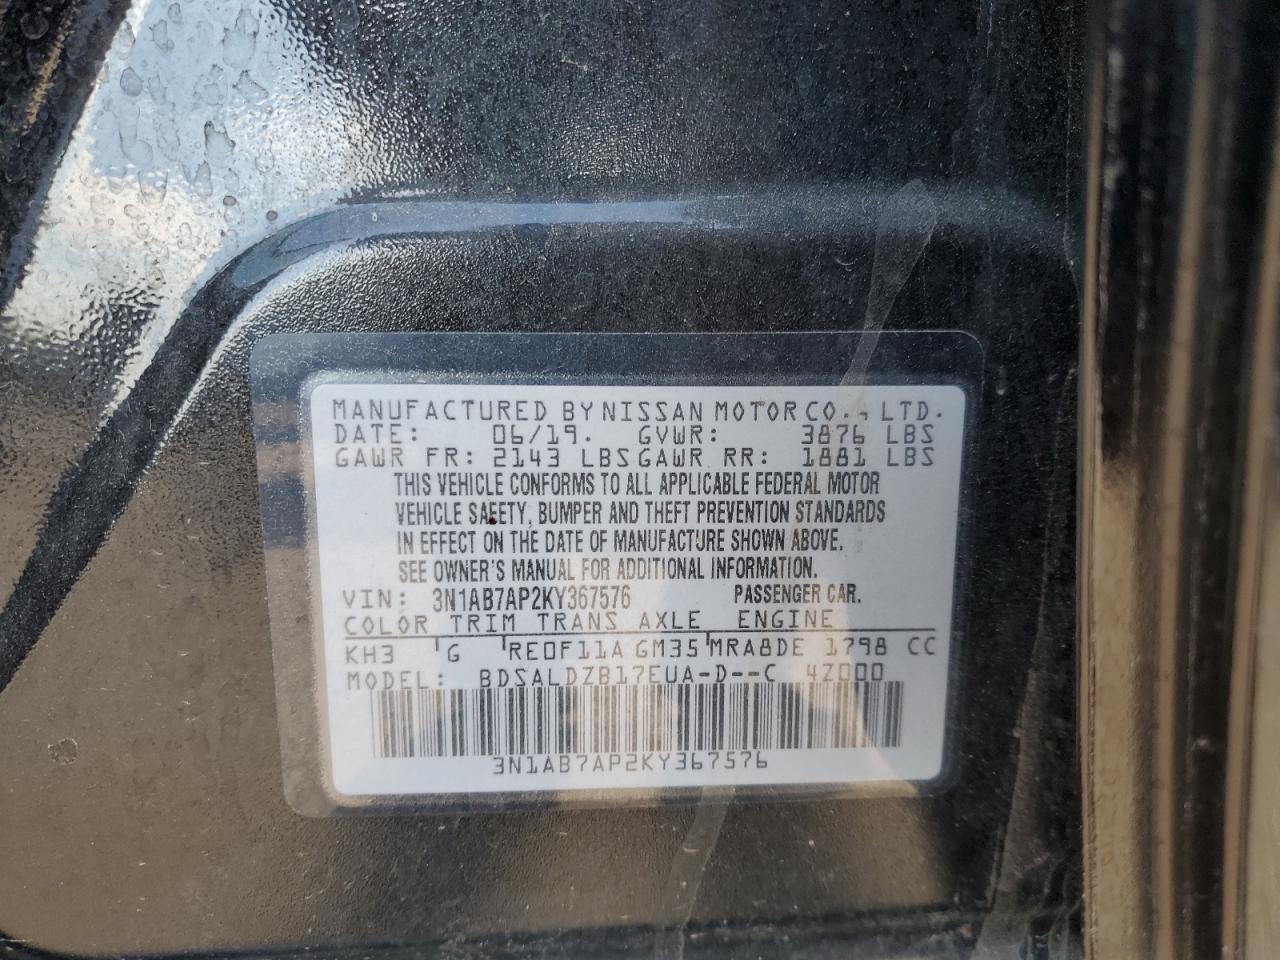 MANUFACTURED BY NISSAN MOTOR CO., LTD.
DATE: 06/19. GVWR: 3876 LBS
GAWR FR: 2143 LBS GAWR RR: 1881 LBS
THIS VEHICLE CONFORMS TO ALL APPLICABLE FEDERAL MOTOR
VEHICLE SAFETY, BUMPER AND THEFT PREVENTION STANDARDS
IN EFFECT ON THE DATE OF MANUFACTURE SHOWN ABOVE.
SEE OWNER'S MANUAL FOR ADDITIONAL INFORMATION.
VIN: 3N1AB7AP2KY367576 PASSENGER CAR.
COLOR TRIM TRANS AXLE ENGINE
KH3 G RE0F11A GM35 MRA8DE 1798 CC
MODEL: BDSALDZB17EUA-D--C 4Z000
3N1AB7AP2KY367576